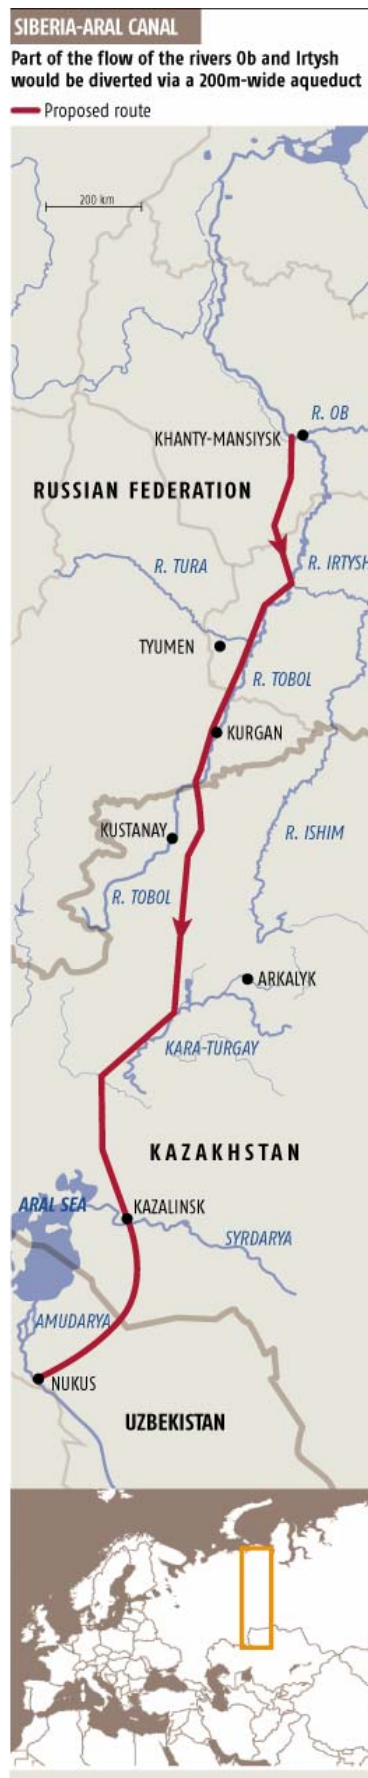 SIBERIA-ARAL CANAL
Part of the flow of the rivers Ob and Irtysh
would be diverted via a 200m-wide aqueduct
Proposed route
200 km
R. OB
KHANTY-MANSIYSK
RUSSIAN FEDERATION
R. TURA
R. IRTYSH
TYUMEN
R. TOBOL
KURGAN
KUSTANAY
R. ISHIM
R. TOBOL
ARKALYK
KARA-TURGAY
KAZAKHSTAN
ARAL SEA
KAZALINSK
SYRDARYA
AMUDARYA
NUKUS
UZBEKISTAN